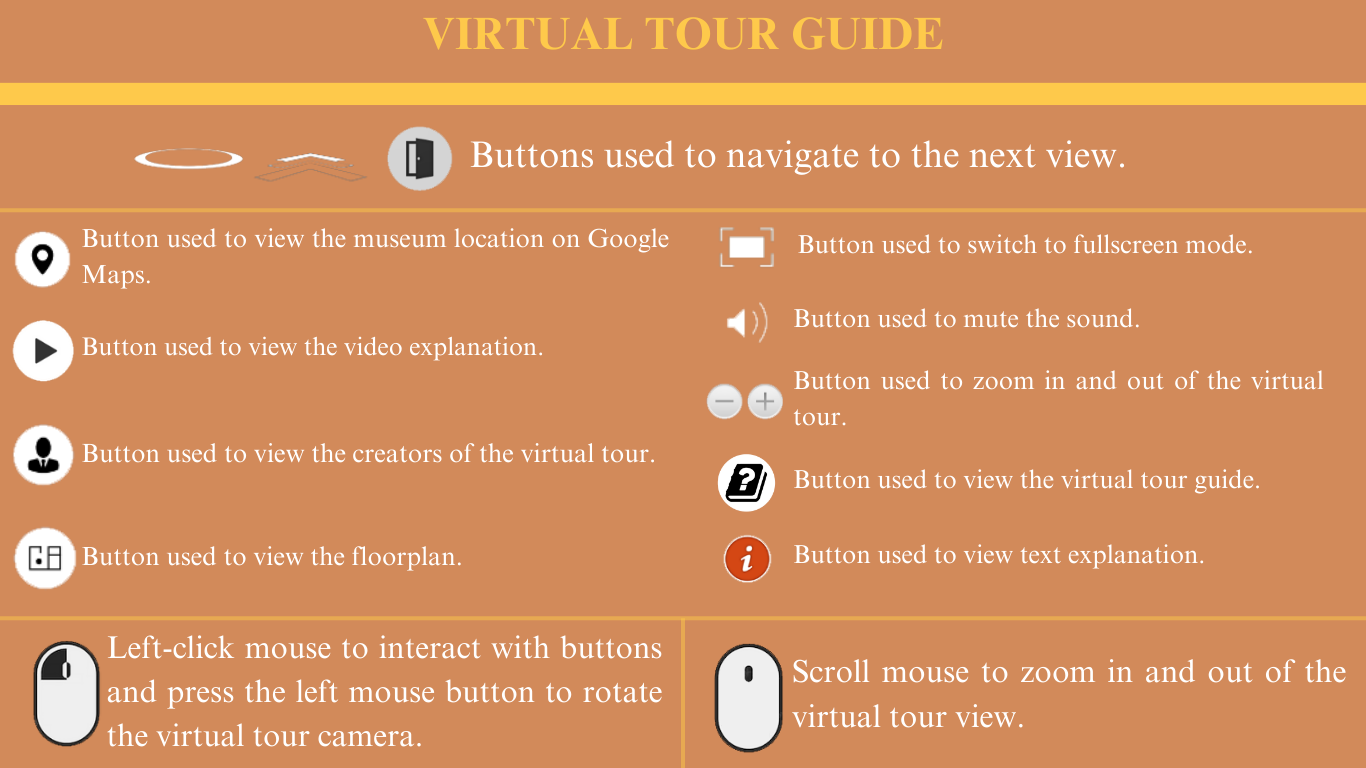 VIRTUAL TOUR GUIDE
Buttons used to navigate to the next view.
Button used to view the museum location on Google
Maps.
Button used to view the video explanation.
Button used to view the creators of the virtual tour.
Button used to view the floorplan.
Button used to switch to fullscreen mode.
Button used to mute the sound.
Button used to zoom in and out of the virtual
tour.
Button used to view the virtual tour guide.
Button used to view text explanation.
Left-click mouse to interact with buttons
and press the left mouse button to rotate
the virtual tour camera.
Scroll mouse to zoom in and out of the
virtual tour view.